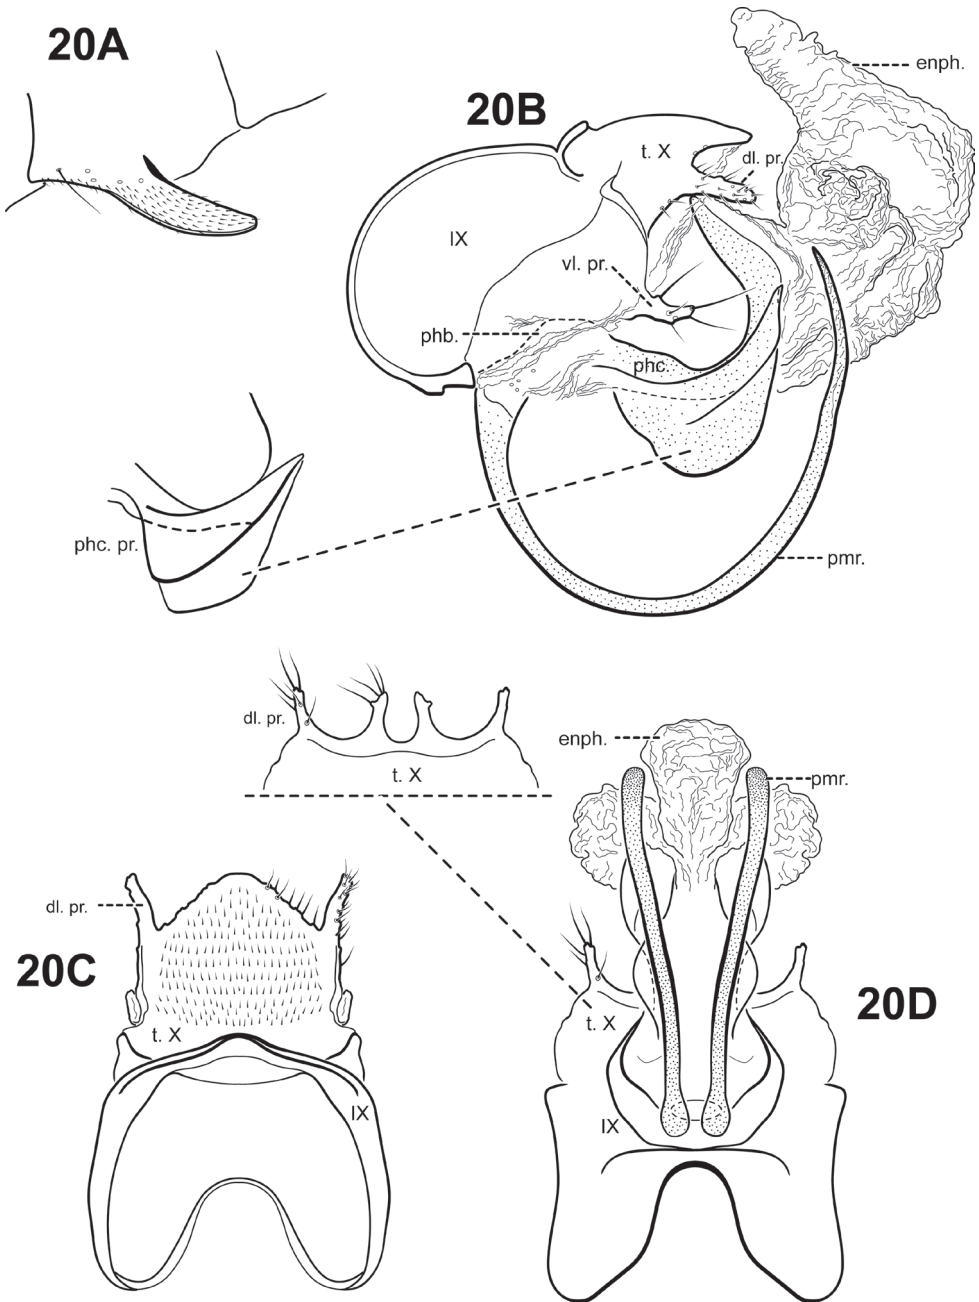 20A
enph.
20B
t. X
dl. pr.
IX
vl. pr.
phb.
phc.
phc. pr.
pmr.
dl. pr.
t. X
enph.
pmr.
dl. pr.
20C
t. X
IX
20D
t. X
IX